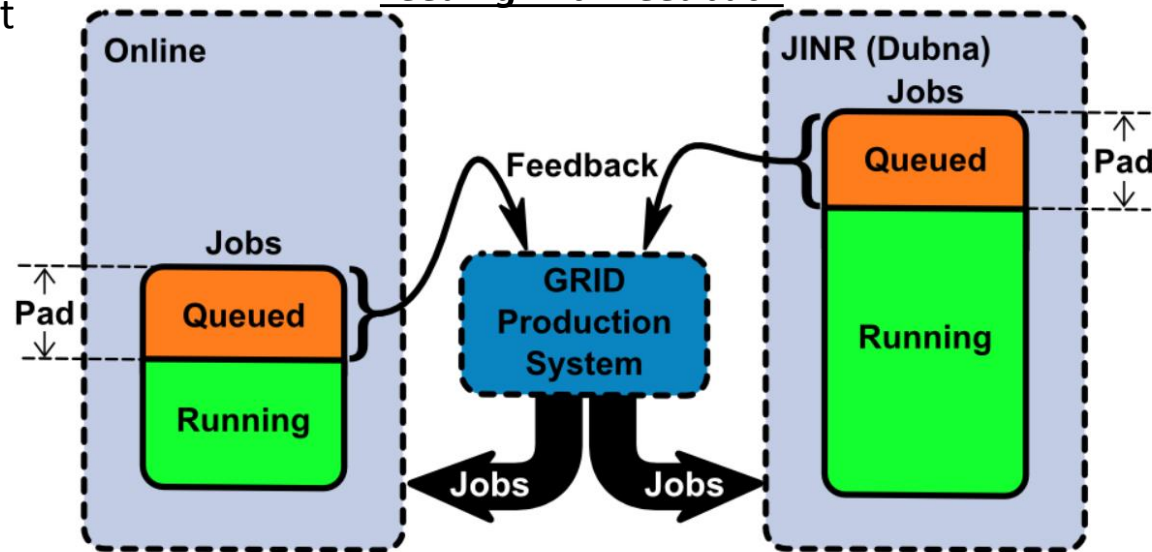 t
Online
JINR (Dubna)
Jobs
Queued
Pad
Feedback
Jobs
Queued
Pad
Running
GRID
Production
System
Running
Jobs
Jobs